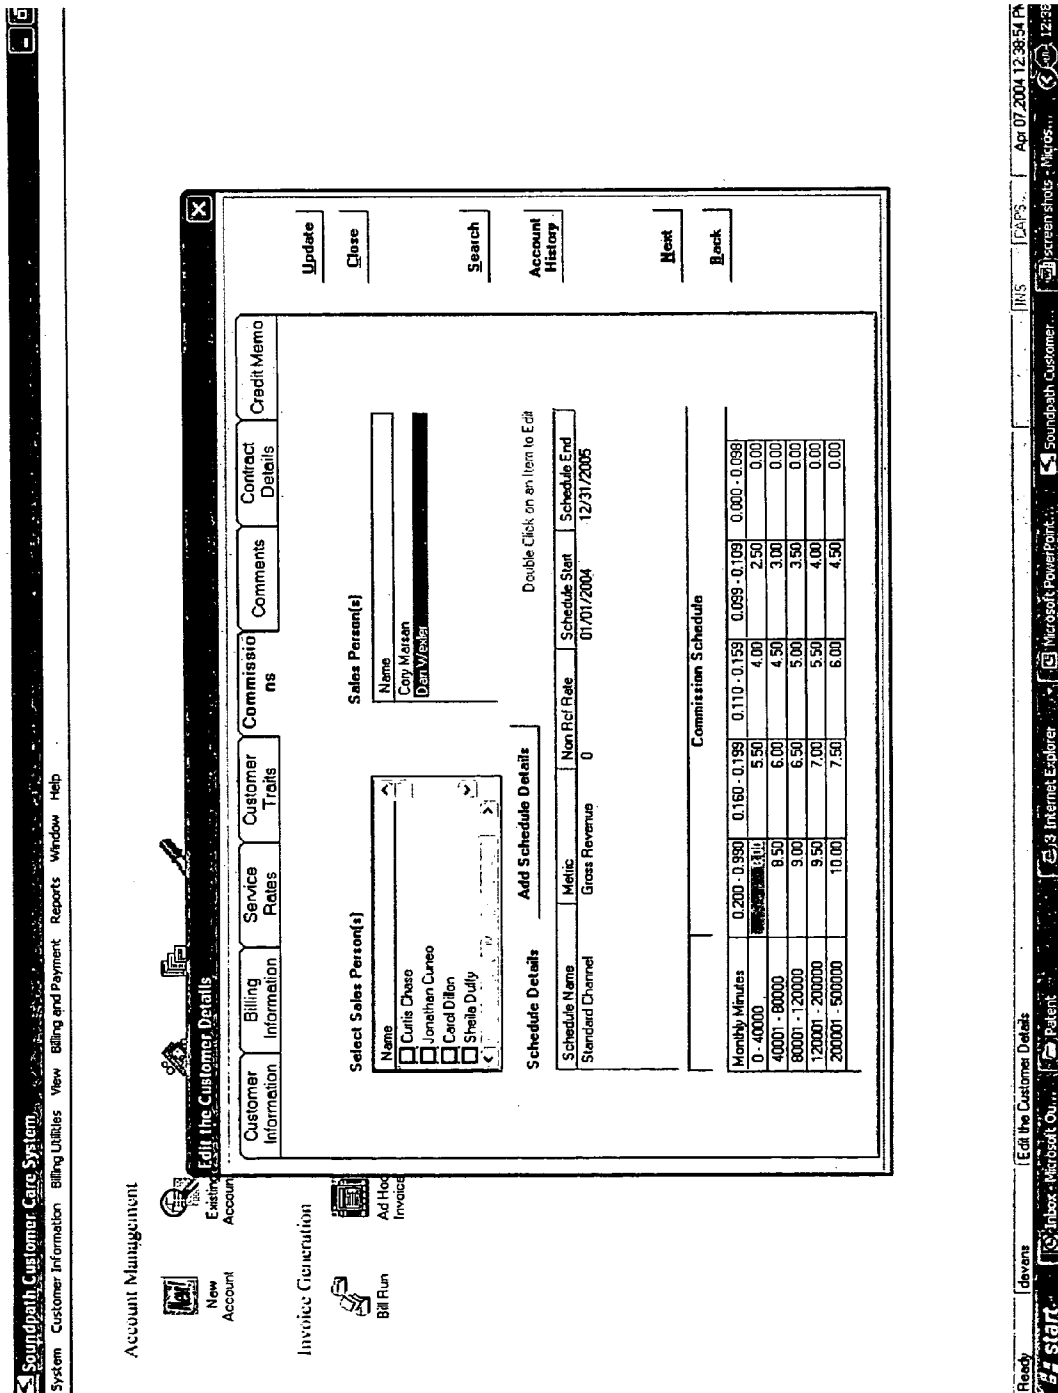 Soundpath Customer Care System
System Customer Information Billing Utilities View Billing and Payment Reports Window Help
Account Management
New Account
Existing Account
Invoice Generation
Bill Run
Ad Hoc Invoice
Edit the Customer Details
Customer Information
Billing Information
Service Rates
Customer Traits
Commissio ns
Comments
Contract Details
Credit Memo
Update
Close
Search
Account History
Next
Back
Select Sales Person(s)
Name
Curtis Chase
Jonathan Cuneo
Carol Dillon
Sheila Duffy
Sales Person(s)
Name
Cory Marsan
Dan Wexler
Add Schedule Details
Schedule Details
Double Click on an Item to Edit
Schedule Name Metric Non Rcf Rate Schedule Start Schedule End
Standard Channel Gross Revenue 0 01/01/2004 12/31/2005
Commission Schedule
Monthly Minutes 0.200 - 0.990 0.160 - 0.199 0.110 - 0.159 0.099 - 0.109 0.000 - 0.098
0 - 40000 5.50 4.00 2.50 0.00
40001 - 80000 8.50 6.00 4.50 3.00 0.00
80001 - 120000 9.00 6.50 5.00 3.50 0.00
120001 - 200000 9.50 7.00 5.50 4.00 0.00
200001 - 500000 10.00 7.50 6.00 4.50 0.00
Ready devans Edit the Customer Details INS CAPS... Apr 07,2004 12:38:54 PM
start Inbox - Microsoft Ou... Patent 3 Internet Explorer Microsoft PowerPoint... Soundpath Customer... screen shots - Micros... 12:38